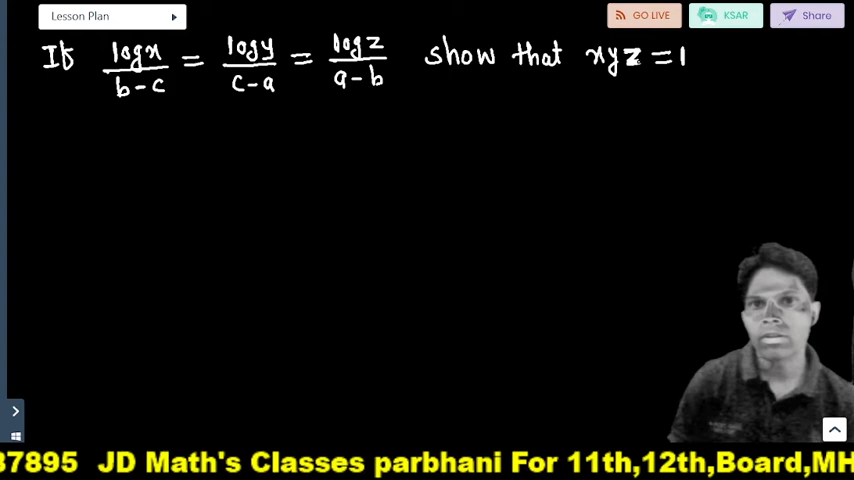 Lesson Plan
GO LIVE
KSAR
Share
If logx/b-c = logy/c-a = logz/a-b show that xyz = 1
37895 JD Math's Classes parbhani For 11th,12th,Board,MH